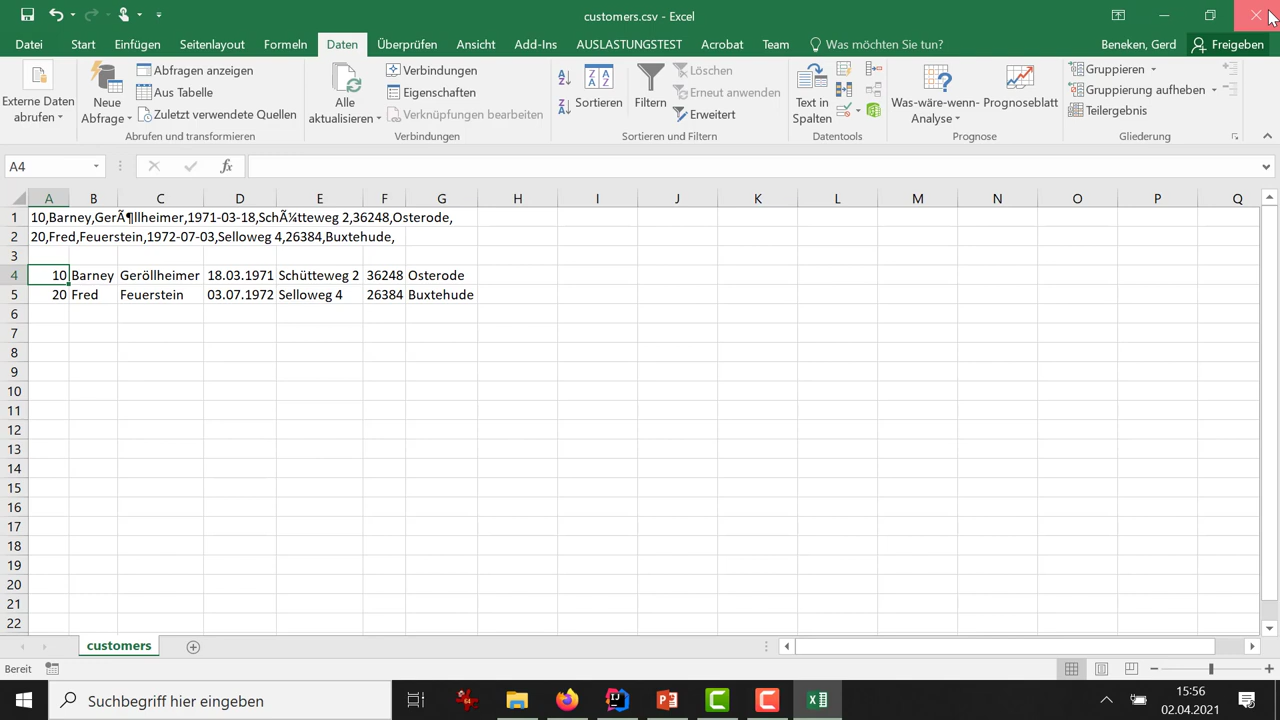 customers.csv - Excel
Datei Start Einfügen Seitenlayout Formeln Daten Überprüfen Ansicht Add-Ins AUSLASTUNGSTEST Acrobat Team Was möchten Sie tun? Beneken, Gerd Freigeben
Externe Daten abrufen
Neue Abfrage
Abfragen anzeigen
Aus Tabelle
Zuletzt verwendete Quellen
Abrufen und transformieren
Alle aktualisieren
Verbindungen
Eigenschaften
Verknüpfungen bearbeiten
Verbindungen
Sortieren
Filtern
Löschen
Erneut anwenden
Erweitert
Sortieren und Filtern
Text in Spalten
Datentools
Was-wäre-wenn-Analyse
Prognoseblatt
Prognose
Gruppieren
Gruppierung aufheben
Teilergebnis
Gliederung
A4 fx
A B C D E F G H I J K L M N O P Q
1 10,Barney,GerÃ¶llheimer,1971-03-18,SchÃ¼tteweg 2,36248,Osterode,
2 20,Fred,Feuerstein,1972-07-03,Selloweg 4,26384,Buxtehude,
3
4 10 Barney Geröllheimer 18.03.1971 Schütteweg 2 36248 Osterode
5 20 Fred Feuerstein 03.07.1972 Selloweg 4 26384 Buxtehude
6
7
8
9
10
11
12
13
14
15
16
17
18
19
20
21
22
customers
Bereit
Suchbegriff hier eingeben
15:56
02.04.2021